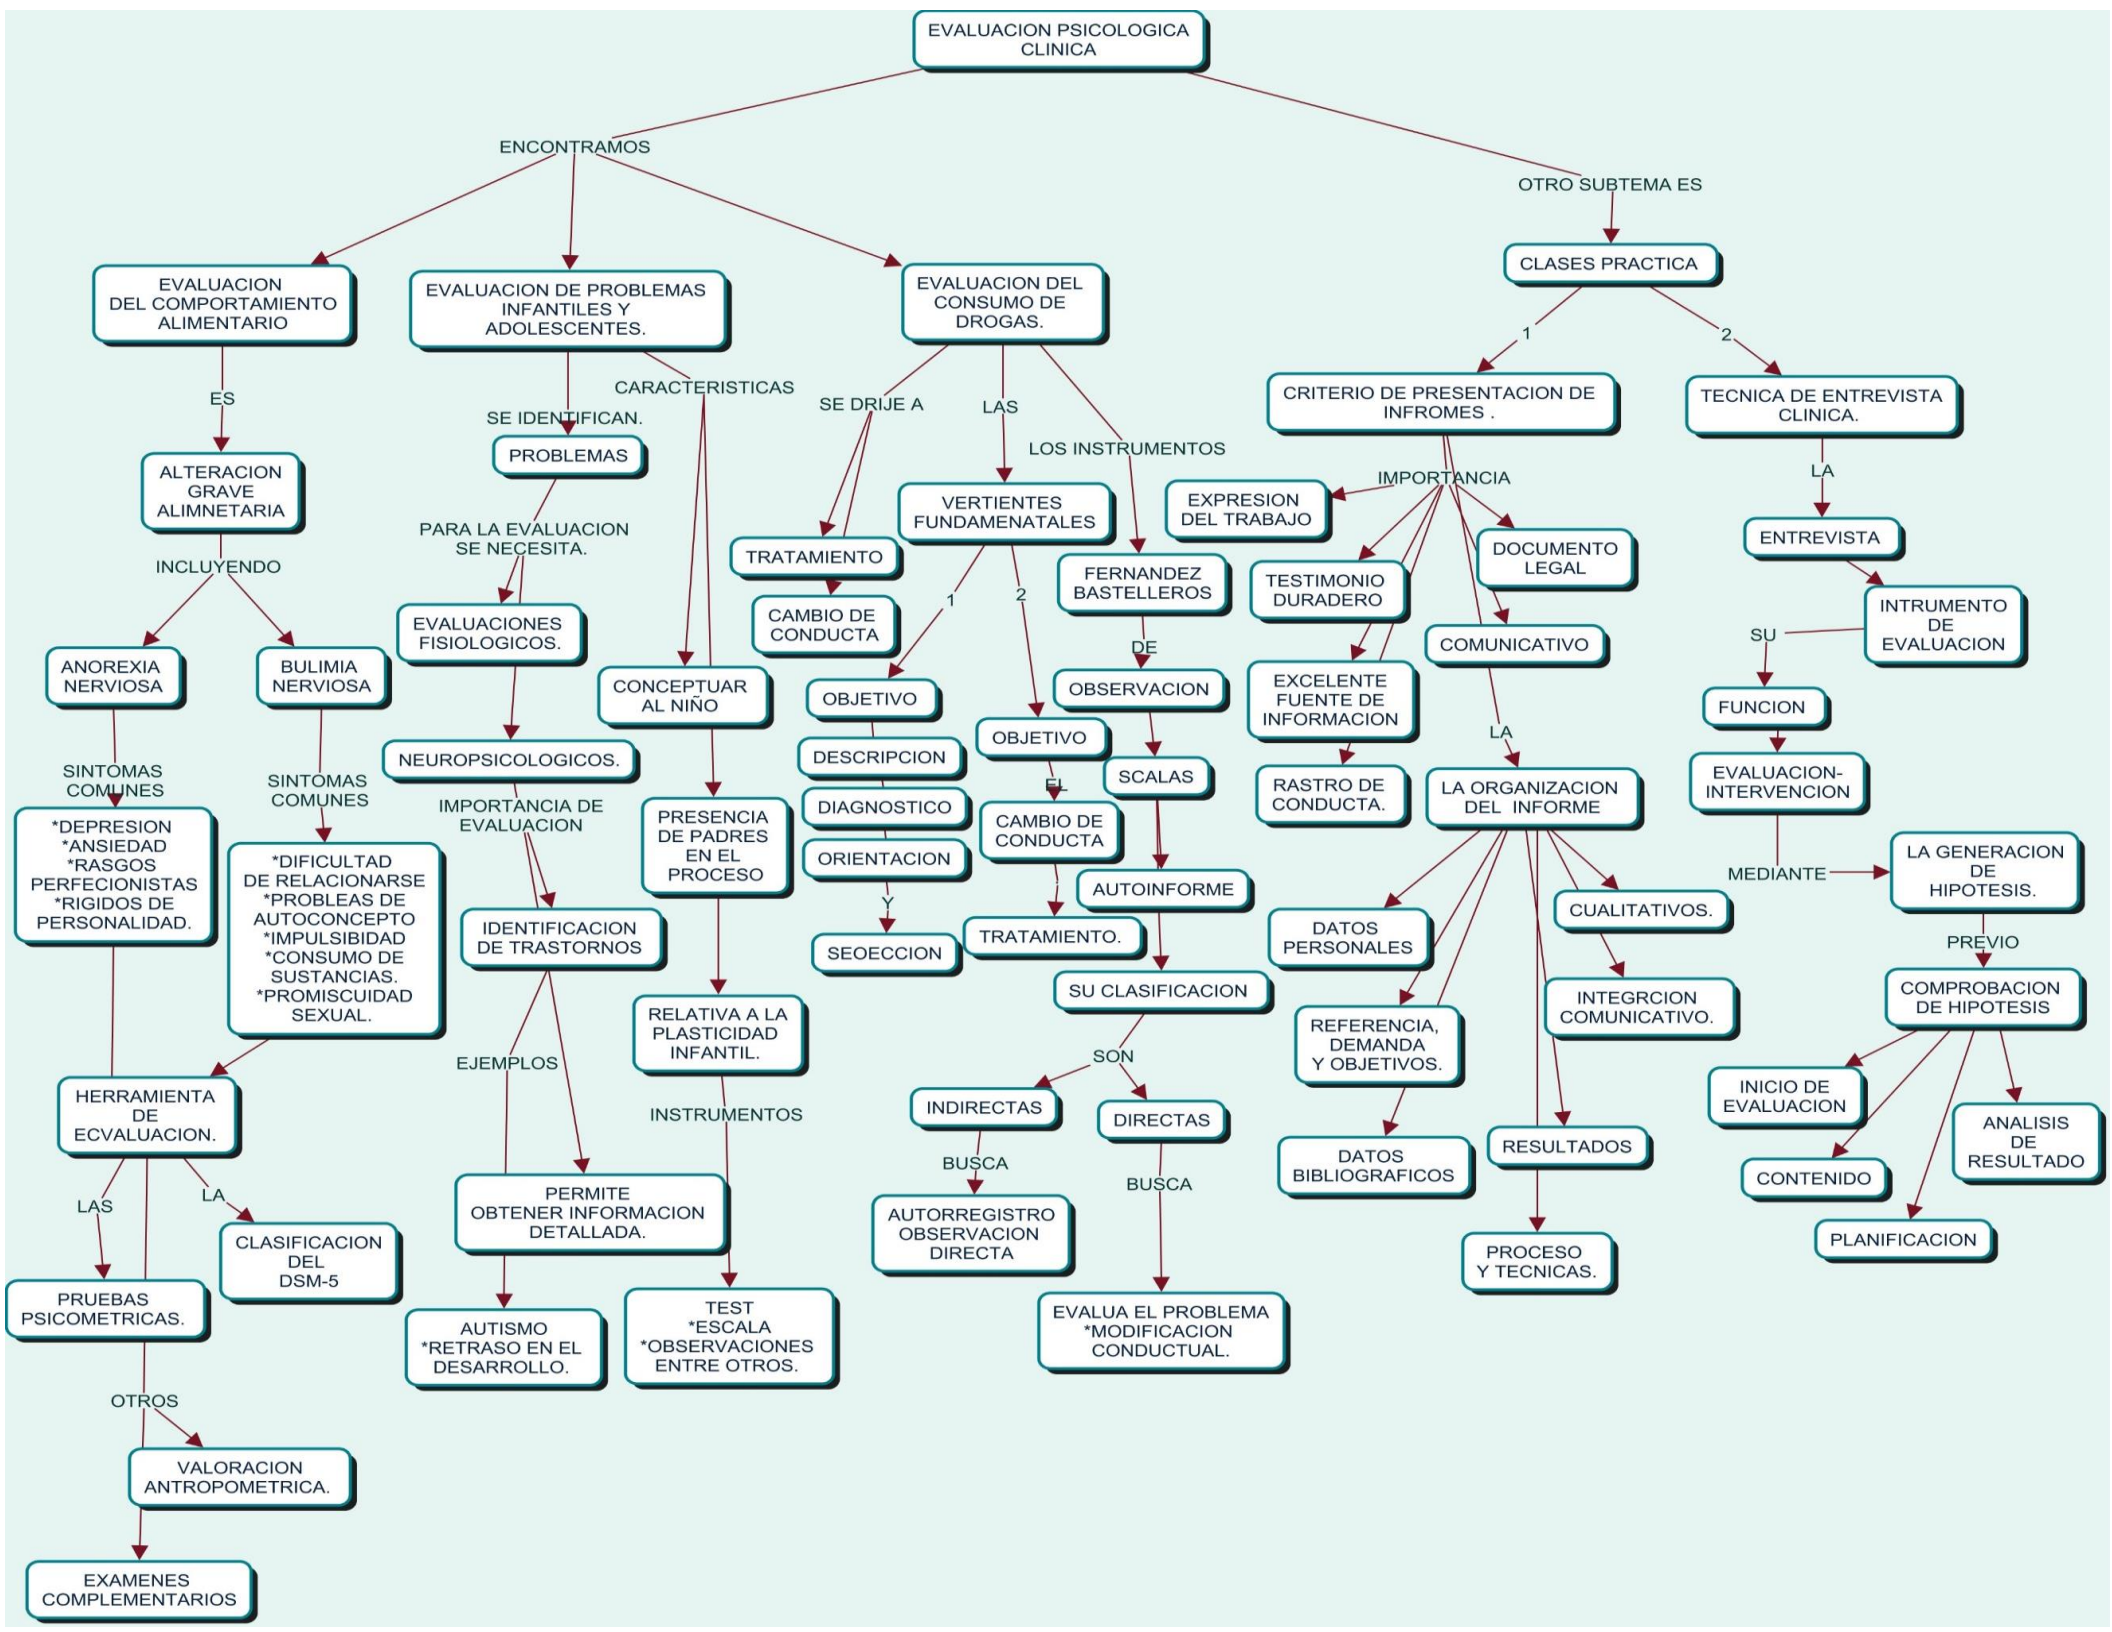 EVALUACION PSICOLOGICA
CLINICA
ENCONTRAMOS
OTRO SUBTEMA ES
EVALUACION
DEL COMPORTAMIENTO
ALIMENTARIO
ES
ALTERACION
GRAVE
ALIMNETARIA
INCLUYENDO
ANOREXIA
NERVIOSA
BULIMIA
NERVIOSA
SINTOMAS
COMUNES
SINTOMAS
COMUNES
*DEPRESION
*ANSIEDAD
*RASGOS
PERFECIONISTAS
*RIGIDOS DE
PERSONALIDAD.
*DIFICULTAD
DE RELACIONARSE
*PROBLEAS DE
AUTOCONCEPTO
*IMPULSIBIDAD
*CONSUMO DE
SUSTANCIAS.
*PROMISCUIDAD
SEXUAL.
HERRAMIENTA
DE
ECVALUACION.
LAS
LA
CLASIFICACION
DEL
DSM-5
PRUEBAS
PSICOMETRICAS.
OTROS
VALORACION
ANTROPOMETRICA.
EXAMENES
COMPLEMENTARIOS
EVALUACION DE PROBLEMAS
INFANTILES Y
ADOLESCENTES.
CARACTERISTICAS
SE IDENTIFICAN.
PROBLEMAS
PARA LA EVALUACION
SE NECESITA.
EVALUACIONES
FISIOLOGICOS.
NEUROPSICOLOGICOS.
IMPORTANCIA DE
EVALUACION
IDENTIFICACION
DE TRASTORNOS
EJEMPLOS
PERMITE
OBTENER INFORMACION
DETALLADA.
AUTISMO
*RETRASO EN EL
DESARROLLO.
CONCEPTUAR
AL NIÑO
PRESENCIA
DE PADRES
EN EL
PROCESO
RELATIVA A LA
PLASTICIDAD
INFANTIL.
INSTRUMENTOS
TEST
*ESCALA
*OBSERVACIONES
ENTRE OTROS.
EVALUACION DEL
CONSUMO DE
DROGAS.
SE DRIJE A
LAS
LOS INSTRUMENTOS
TRATAMIENTO
CAMBIO DE
CONDUCTA
VERTIENTES
FUNDAMENATALES
1
2
OBJETIVO
DESCRIPCION
DIAGNOSTICO
ORIENTACION
Y
SEOECCION
OBJETIVO
EL
CAMBIO DE
CONDUCTA
TRATAMIENTO.
FERNANDEZ
BASTELLEROS
DE
OBSERVACION
SCALAS
AUTOINFORME
SU CLASIFICACION
SON
INDIRECTAS
DIRECTAS
BUSCA
BUSCA
AUTORREGISTRO
OBSERVACION
DIRECTA
EVALUA EL PROBLEMA
*MODIFICACION
CONDUCTUAL.
CLASES PRACTICA
1
2
CRITERIO DE PRESENTACION DE
INFROMES .
IMPORTANCIA
EXPRESION
DEL TRABAJO
TESTIMONIO
DURADERO
EXCELENTE
FUENTE DE
INFORMACION
RASTRO DE
CONDUCTA.
DOCUMENTO
LEGAL
COMUNICATIVO
LA
LA ORGANIZACION
DEL INFORME
DATOS
PERSONALES
REFERENCIA,
DEMANDA
Y OBJETIVOS.
DATOS
BIBLIOGRAFICOS
CUALITATIVOS.
INTEGRCION
COMUNICATIVO.
RESULTADOS
PROCESO
Y TECNICAS.
TECNICA DE ENTREVISTA
CLINICA.
LA
ENTREVISTA
INTRUMENTO
DE
EVALUACION
SU
FUNCION
EVALUACION-
INTERVENCION
MEDIANTE
LA GENERACION
DE
HIPOTESIS.
PREVIO
COMPROBACION
DE HIPOTESIS
INICIO DE
EVALUACION
CONTENIDO
PLANIFICACION
ANALISIS
DE
RESULTADO